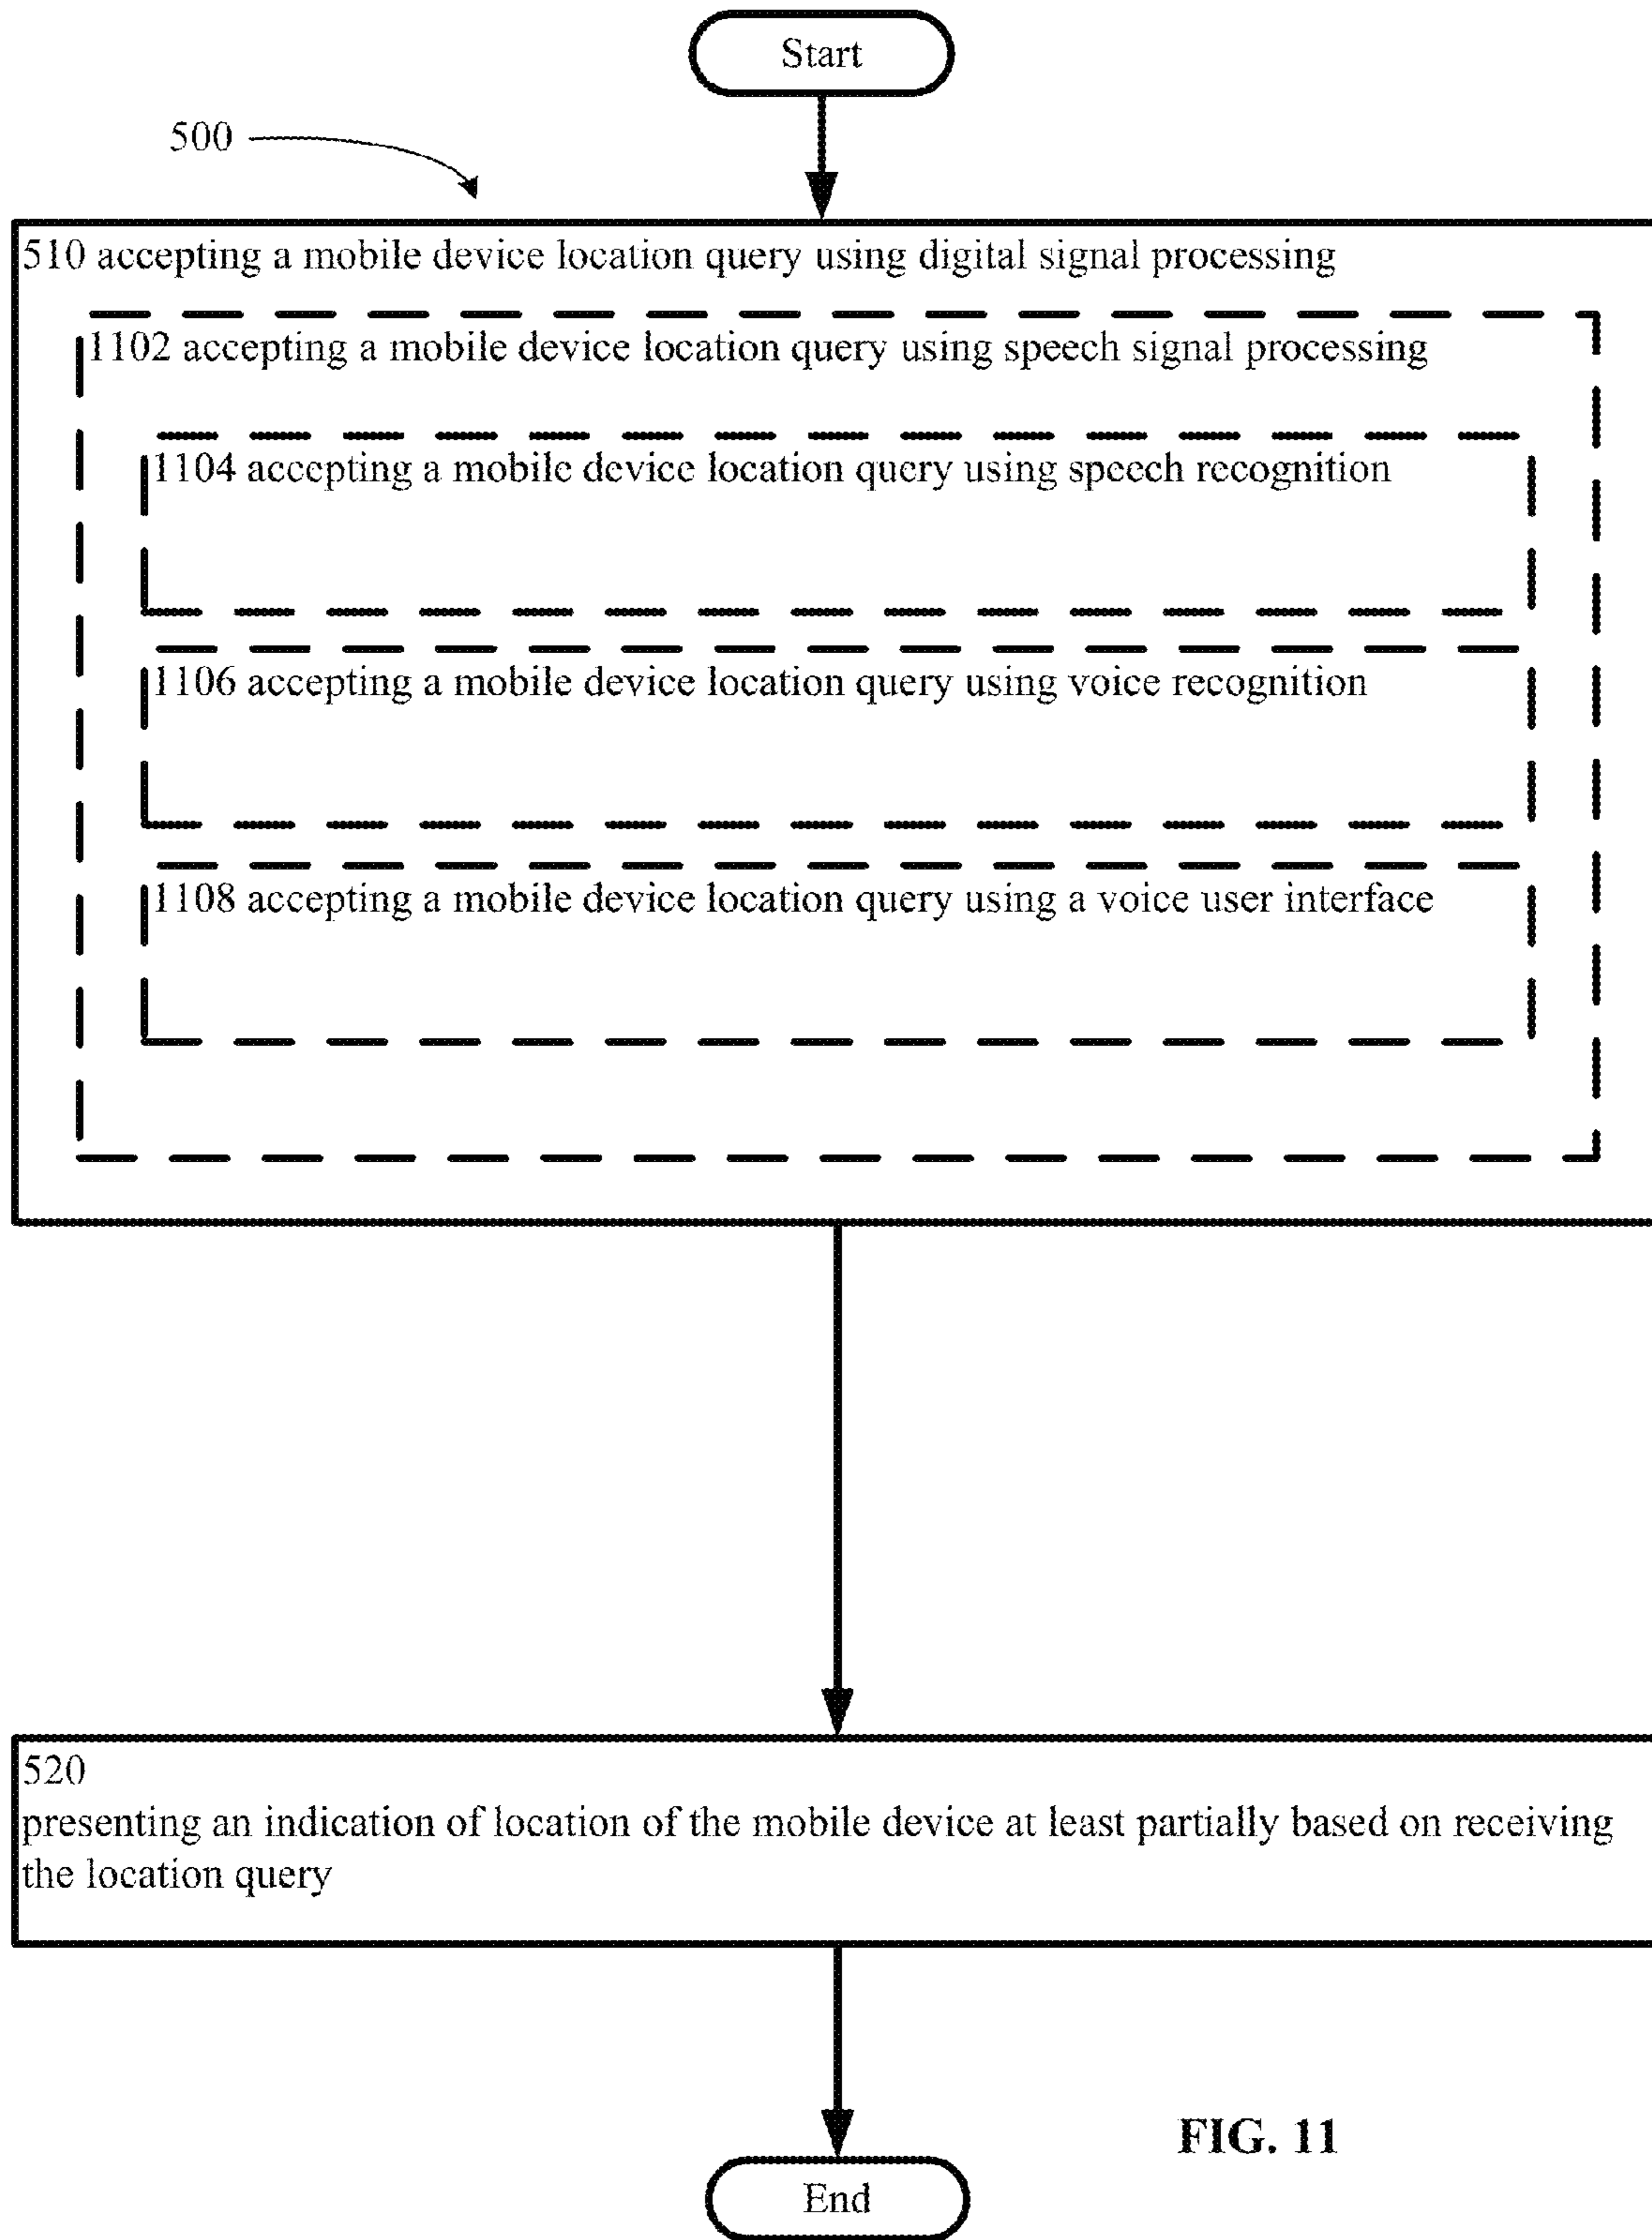 Start
500
510 accepting a mobile device location query using digital signal processing
1102 accepting a mobile device location query using speech signal processing
1104 accepting a mobile device location query using speech recognition
1106 accepting a mobile device location query using voice recognition
1108 accepting a mobile device location query using a voice user interface
520
presenting an indication of location of the mobile device at least partially based on receiving
the location query
FIG. 11
End